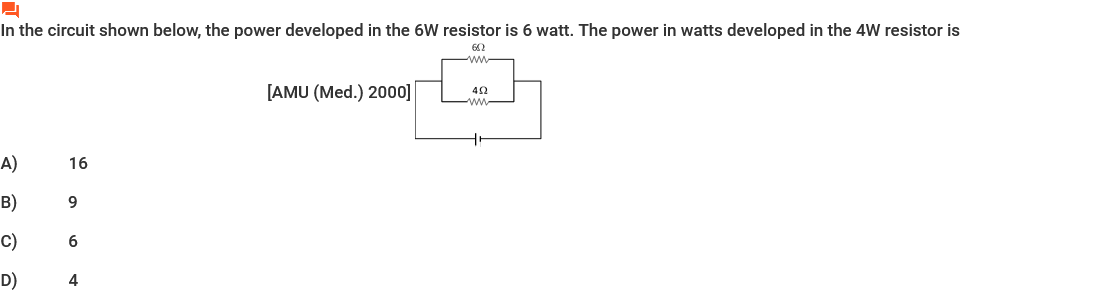 In the circuit shown below, the power developed in the 6W resistor is 6 watt. The power in watts developed in the 4W resistor is
6Ω
[AMU (Med.) 2000]
4Ω
A) 16
B) 9
C) 6
D) 4